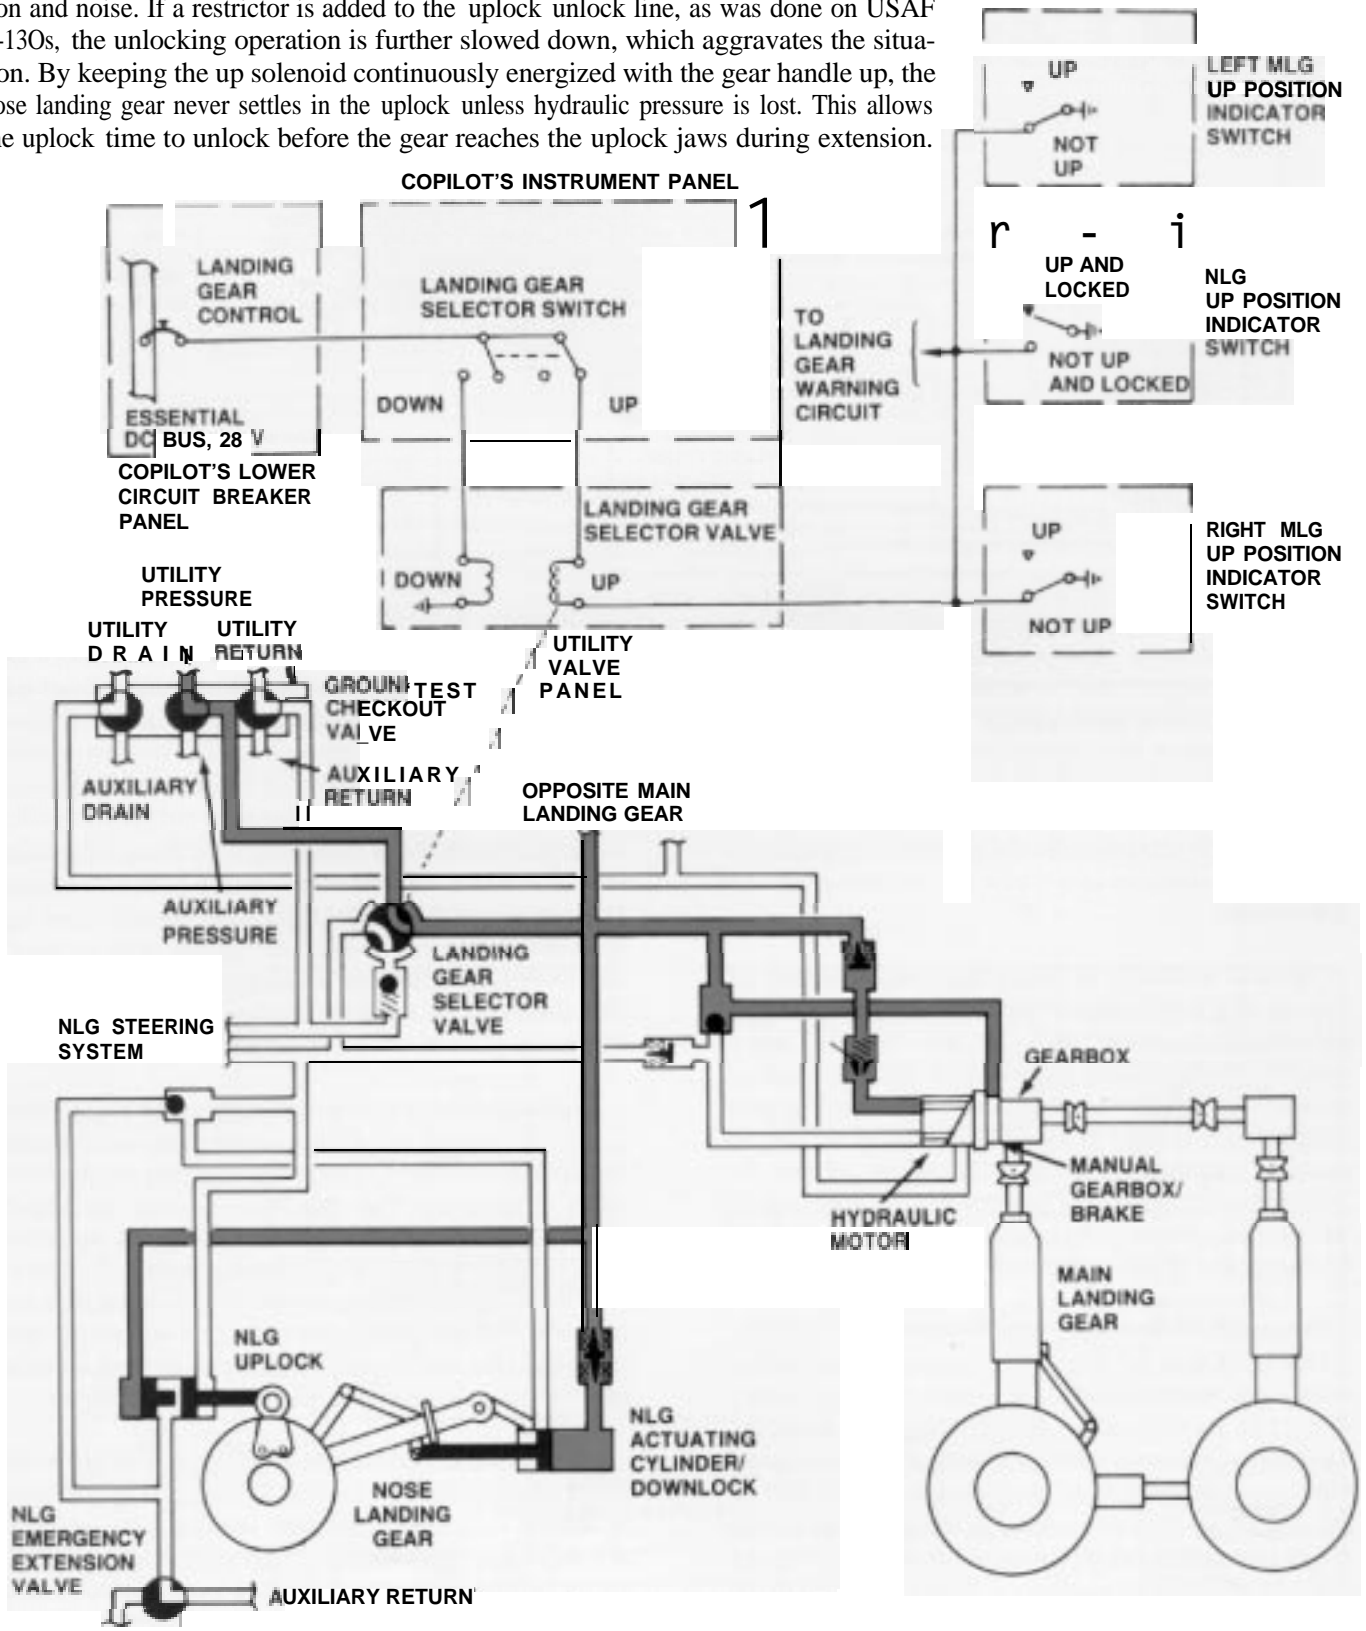 on and noise. If a restrictor is added to the uplock unlock line, as was done on USAF
-13Os, the unlocking operation is further slowed down, which aggravates the situa-
on. By keeping the up solenoid continuously energized with the gear handle up, the
ose landing gear never settles in the uplock unless hydraulic pressure is lost. This allows
he uplock time to unlock before the gear reaches the uplock jaws during extension.
UP
NOT
UP
LEFT MLG
UP POSITION
INDICATOR
SWITCH
COPILOT'S INSTRUMENT PANEL
1
r - i
LANDING
GEAR
CONTROL
ESSENTIAL
DC BUS, 28 V
COPILOT'S LOWER
CIRCUIT BREAKER
PANEL
LANDING GEAR
SELECTOR SWITCH
DOWN
UP
TO
LANDING
GEAR
WARNING
CIRCUIT
UP AND
LOCKED
NOT UP
AND LOCKED
NLG
UP POSITION
INDICATOR
SWITCH
LANDING GEAR
SELECTOR VALVE
DOWN
UP
UP
NOT UP
RIGHT MLG
UP POSITION
INDICATOR
SWITCH
UTILITY
PRESSURE
UTILITY
DRAIN
UTILITY
RETURN
UTILITY
VALVE
PANEL
GROUN TEST
CHECKOUT
VALVE
AUXILIARY
DRAIN
AUXILIARY
RETURN
OPPOSITE MAIN
LANDING GEAR
AUXILIARY
PRESSURE
LANDING
GEAR
SELECTOR
VALVE
NLG STEERING
SYSTEM
GEARBOX
MANUAL
GEARBOX/
BRAKE
HYDRAULIC
MOTOR
MAIN
LANDING
GEAR
NLG
UPLOCK
NLG
ACTUATING
CYLINDER/
DOWNLOCK
NOSE
LANDING
GEAR
NLG
EMERGENCY
EXTENSION
VALVE
AUXILIARY RETURN